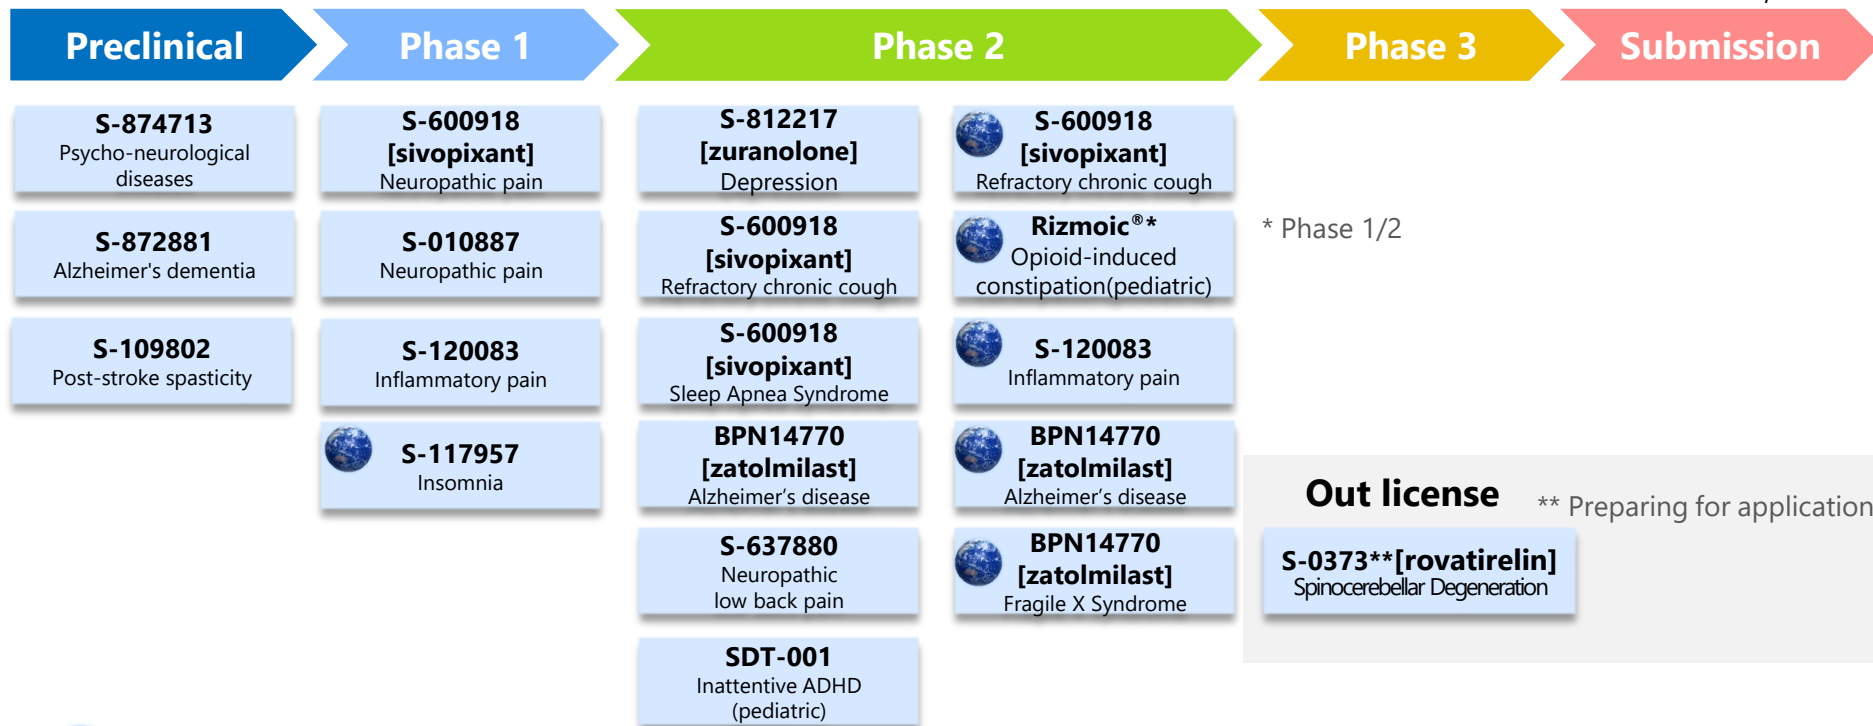 Preclinical
Phase 1
Phase 2
Phase 3
Submission
S-874713
Psycho-neurological
diseases
S-872881
Alzheimer's dementia
S-109802
Post-stroke spasticity
S-600918
[sivopixant]
Neuropathic pain
S-010887
Neuropathic pain
S-120083
Inflammatory pain
S-117957
Insomnia
S-812217
[zuranolone]
Depression
S-600918
[sivopixant]
Refractory chronic cough
S-600918
[sivopixant]
Sleep Apnea Syndrome
BPN14770
[zatolmilast]
Alzheimer’s disease
S-637880
Neuropathic
low back pain
SDT-001
Inattentive ADHD
(pediatric)
S-600918
[sivopixant]
Refractory chronic cough
Rizmoic®*
Opioid-induced
constipation(pediatric)
S-120083
Inflammatory pain
BPN14770
[zatolmilast]
Alzheimer’s disease
BPN14770
[zatolmilast]
Fragile X Syndrome
* Phase 1/2
Out license
** Preparing for application
S-0373**[rovatirelin]
Spinocerebellar Degeneration